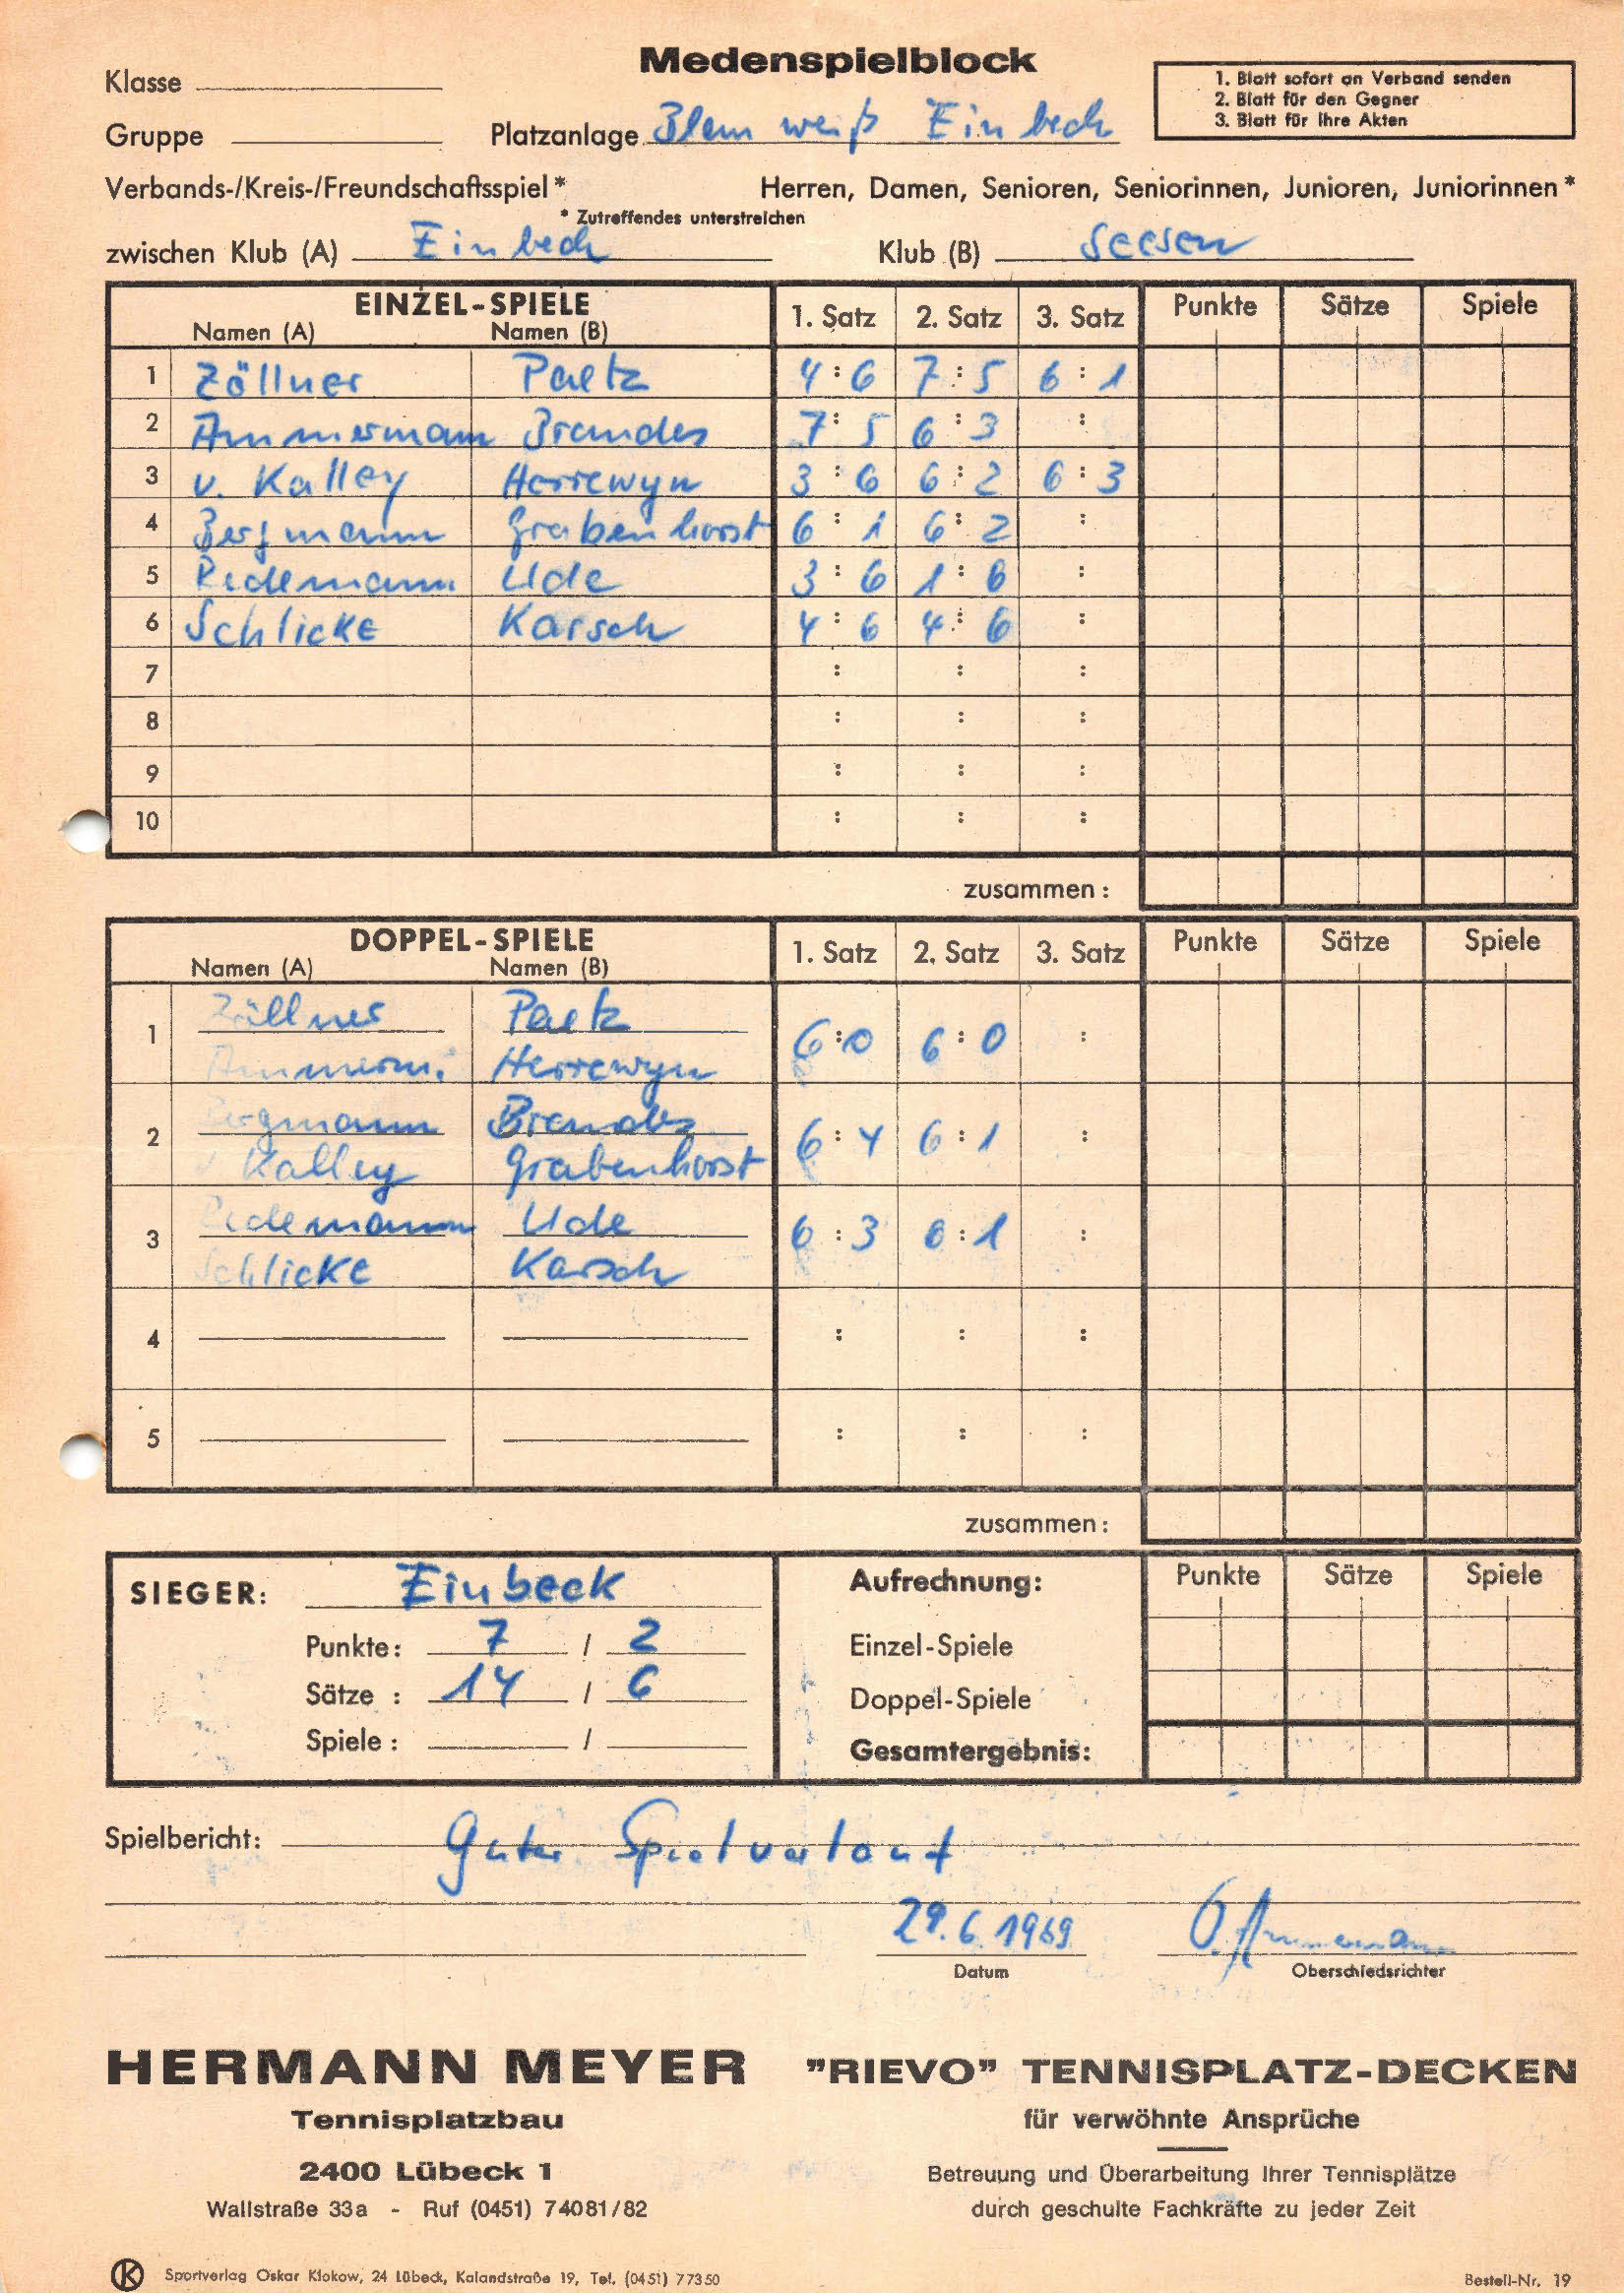 Medenspielblock
Klasse
1. Blatt sofort an Verband senden
2. Blatt für den Gegner
3. Blatt für Ihre Akten
Gruppe Platzanlage Blau weiß Einbeck
Verbands-/Kreis-/Freundschaftsspiel* Herren, Damen, Senioren, Seniorinnen, Junioren, Juniorinnen*
* Zutreffendes unterstreichen
zwischen Klub (A) Einbeck Klub (B) Seesen
EINZEL-SPIELE 1. Satz 2. Satz 3. Satz Punkte Sätze Spiele
Namen (A) Namen (B)
1 Zöllner Paetz 4:6 7:5 6:1
2 Ammermann Brandes 7:5 6:3 :
3 v. Kalley Herrewyn 3:6 6:2 6:3
4 Bergmann Grabenhorst 6:1 6:2 :
5 Redemann Ude 3:6 1:6 :
6 Schlicke Karsch 4:6 4:6 :
7 : : :
8 : : :
9 : : :
10 : : :
zusammen:
DOPPEL-SPIELE 1. Satz 2. Satz 3. Satz Punkte Sätze Spiele
Namen (A) Namen (B)
Zöllner Paetz
1 6:0 6:0 :
Ammerm. Herrewyn
Bergmann Brandes
2 6:4 6:1 :
v Kalley Grabenhorst
Redemann Ude
3 6:3 6:1 :
Schlicke Karsch
4 : : :
5 : : :
zusammen:
SIEGER: Einbeck Aufrechnung: Punkte Sätze Spiele
Punkte: 7 / 2 Einzel-Spiele
Sätze : 14 / 6 Doppel-Spiele
Spiele : / Gesamtergebnis:
Spielbericht: Guter Spielverlauf
29.6.1969 O. Ammermann
Datum Oberschiedsrichter
HERMANN MEYER "RIEVO" TENNISPLATZ-DECKEN
Tennisplatzbau für verwöhnte Ansprüche
2400 Lübeck 1 Betreuung und Überarbeitung Ihrer Tennisplätze
Wallstraße 33a - Ruf (0451) 74081/82 durch geschulte Fachkräfte zu jeder Zeit
K Sportverlag Oskar Klokow, 24 Lübeck, Kalandstraße 19, Tel. (0451) 77350 Bestell-Nr. 19